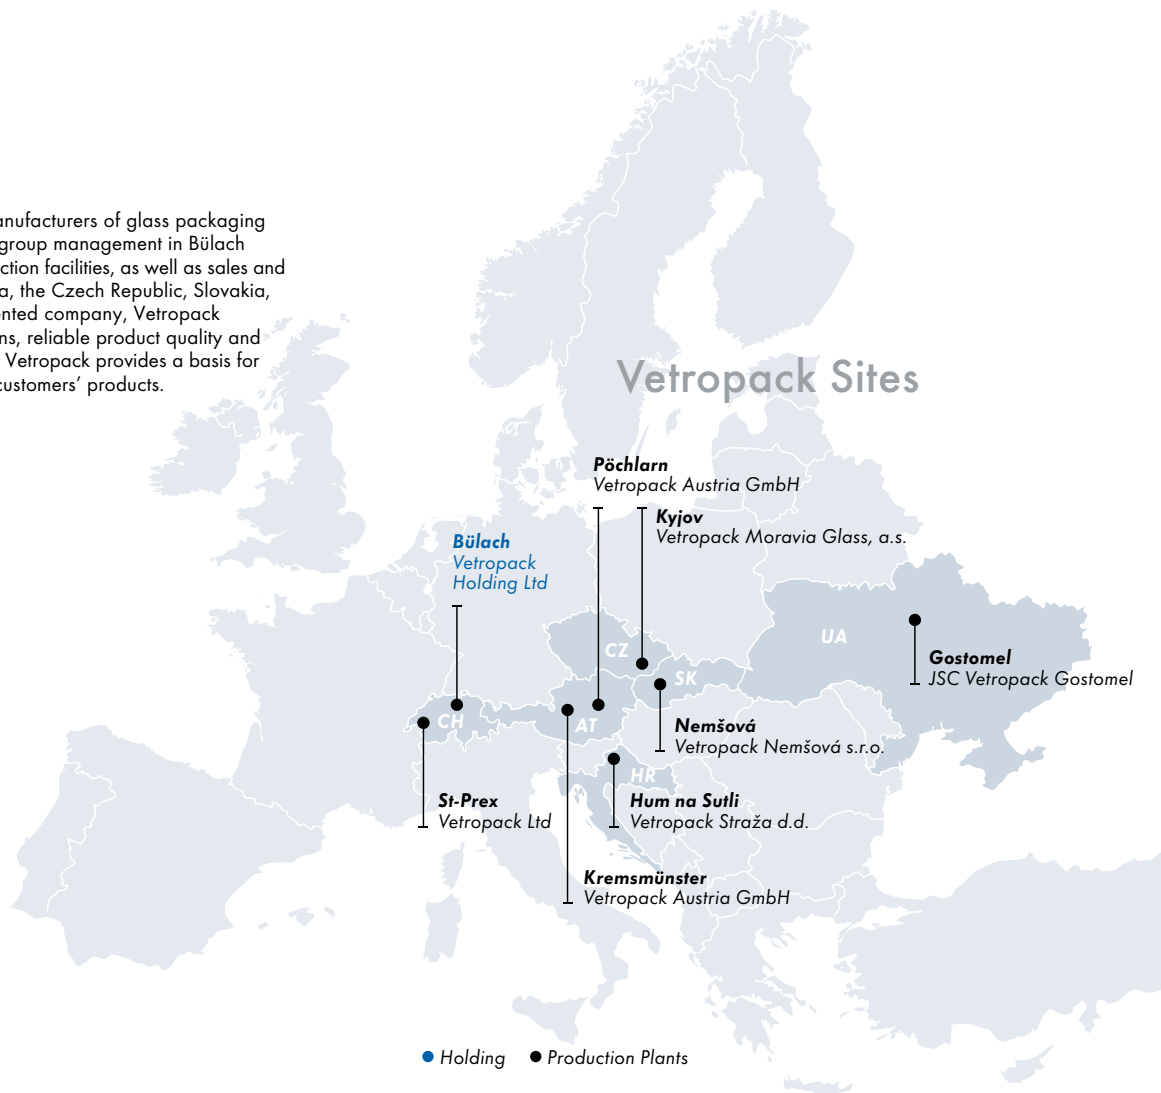 anufacturers of glass packaging
group management in Bülach
ction facilities, as well as sales and
a, the Czech Republic, Slovakia,
nted company, Vetropack
ns, reliable product quality and
Vetropack provides a basis for
customers’ products.
Vetropack Sites
Pöchlarn
Vetropack Austria GmbH
Kyjov
Vetropack Moravia Glass, a.s.
Bülach
Vetropack
Holding Ltd
CZ
UA
SK
Gostomel
JSC Vetropack Gostomel
CH
AT
Nemšová
Vetropack Nemšová s.r.o.
HR
St-Prex
Vetropack Ltd
Hum na Sutli
Vetropack Straža d.d.
Kremsmünster
Vetropack Austria GmbH
Holding
Production Plants